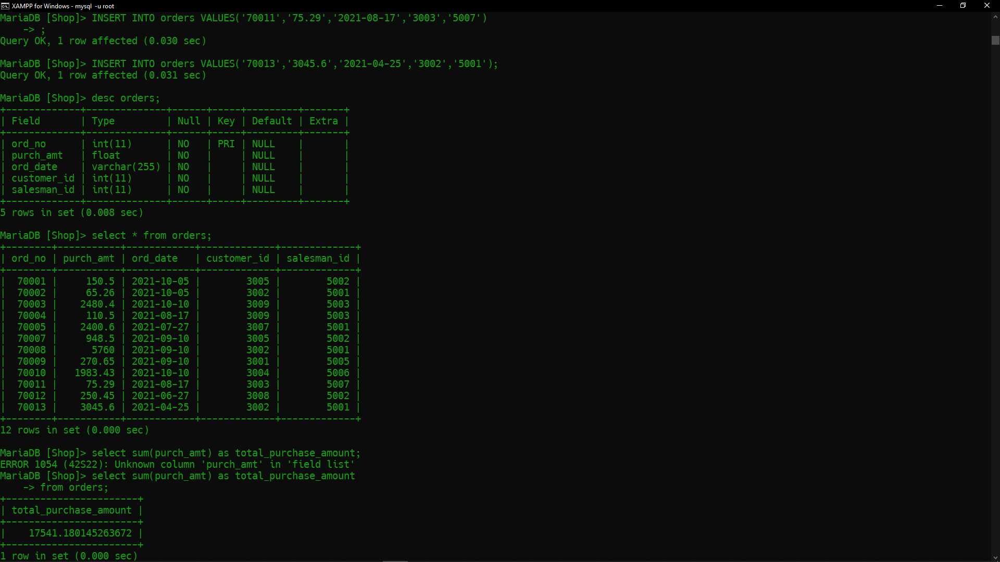 XAMPP for Windows - mysql  -u root
MariaDB [Shop]> INSERT INTO orders VALUES('70011','75.29','2021-08-17','3003','5007')
    -> ;
Query OK, 1 row affected (0.030 sec)

MariaDB [Shop]> INSERT INTO orders VALUES('70013','3045.6','2021-04-25','3002','5001');
Query OK, 1 row affected (0.031 sec)

MariaDB [Shop]> desc orders;
+-------------+--------------+------+-----+---------+-------+
| Field       | Type         | Null | Key | Default | Extra |
+-------------+--------------+------+-----+---------+-------+
| ord_no      | int(11)      | NO   | PRI | NULL    |       |
| purch_amt   | float        | NO   |     | NULL    |       |
| ord_date    | varchar(255) | NO   |     | NULL    |       |
| customer_id | int(11)      | NO   |     | NULL    |       |
| salesman_id | int(11)      | NO   |     | NULL    |       |
+-------------+--------------+------+-----+---------+-------+
5 rows in set (0.008 sec)

MariaDB [Shop]> select * from orders;
+--------+-----------+------------+-------------+-------------+
| ord_no | purch_amt | ord_date   | customer_id | salesman_id |
+--------+-----------+------------+-------------+-------------+
|  70001 |     150.5 | 2021-10-05 |        3005 |        5002 |
|  70002 |     65.26 | 2021-10-05 |        3002 |        5001 |
|  70003 |    2480.4 | 2021-10-10 |        3009 |        5003 |
|  70004 |     110.5 | 2021-08-17 |        3009 |        5003 |
|  70005 |    2400.6 | 2021-07-27 |        3007 |        5001 |
|  70007 |     948.5 | 2021-09-10 |        3005 |        5002 |
|  70008 |      5760 | 2021-09-10 |        3002 |        5001 |
|  70009 |    270.65 | 2021-09-10 |        3001 |        5005 |
|  70010 |   1983.43 | 2021-10-10 |        3004 |        5006 |
|  70011 |     75.29 | 2021-08-17 |        3003 |        5007 |
|  70012 |    250.45 | 2021-06-27 |        3008 |        5002 |
|  70013 |    3045.6 | 2021-04-25 |        3002 |        5001 |
+--------+-----------+------------+-------------+-------------+
12 rows in set (0.000 sec)

MariaDB [Shop]> select sum(purch_amt) as total_purchase_amount;
ERROR 1054 (42S22): Unknown column 'purch_amt' in 'field list'
MariaDB [Shop]> select sum(purch_amt) as total_purchase_amount
    -> from orders;
+-----------------------+
| total_purchase_amount |
+-----------------------+
|    17541.180145263672 |
+-----------------------+
1 row in set (0.000 sec)